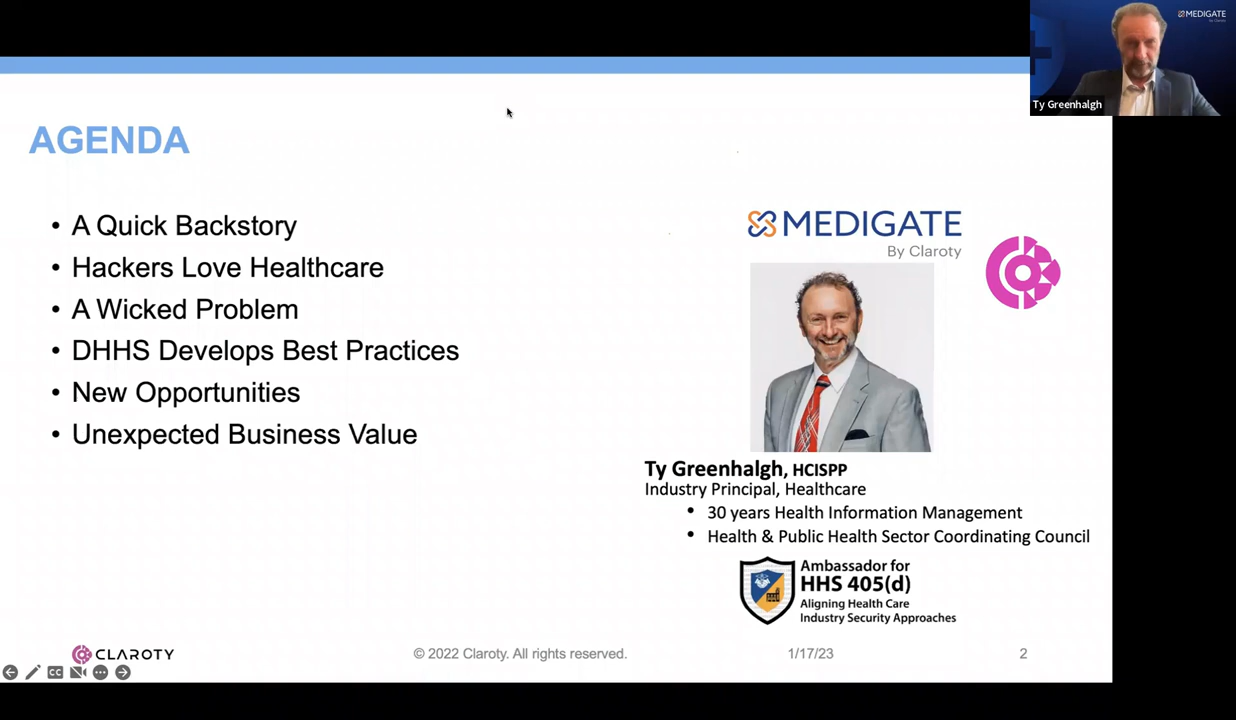 MEDIGATE
By Claroty
Ty Greenhalgh
AGENDA
• A Quick Backstory
• Hackers Love Healthcare
• A Wicked Problem
• DHHS Develops Best Practices
• New Opportunities
• Unexpected Business Value
MEDIGATE
By Claroty
Ty Greenhalgh, HCISPP
Industry Principal, Healthcare
• 30 years Health Information Management
• Health & Public Health Sector Coordinating Council
Ambassador for
HHS 405(d)
Aligning Health Care
Industry Security Approaches
CLAROTY
© 2022 Claroty. All rights reserved.
1/17/23
2
CC